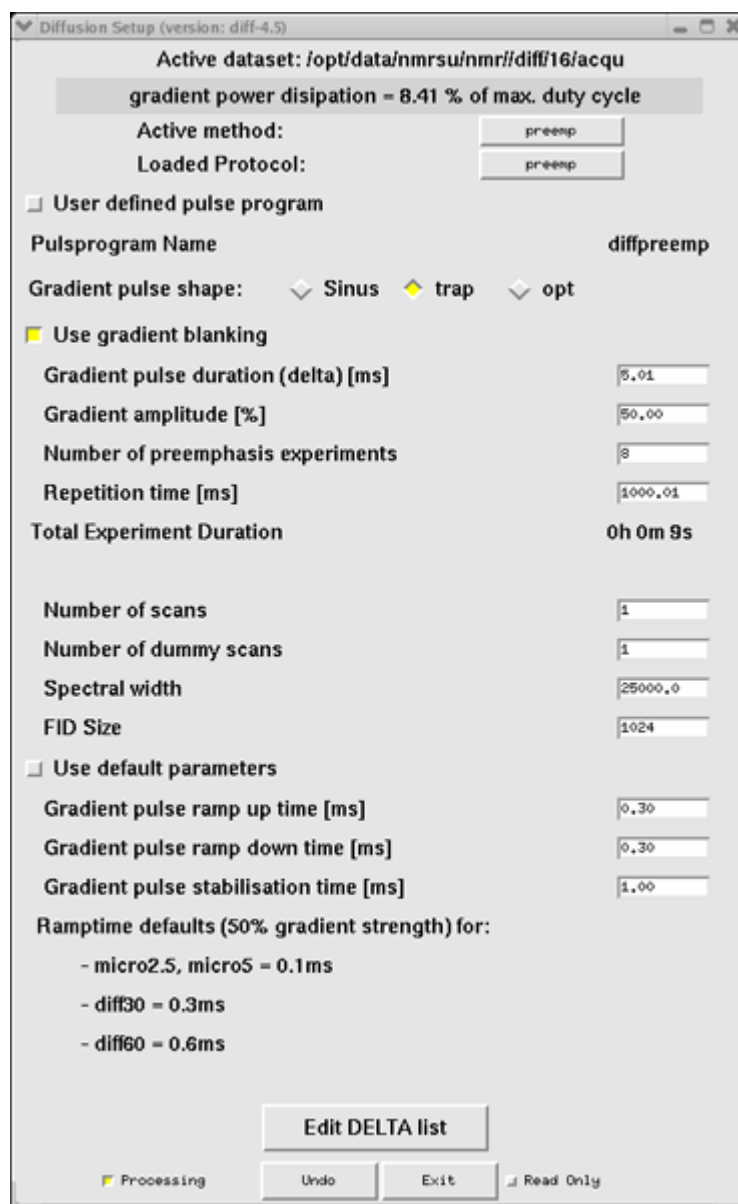 Diffusion Setup (version: diff-4.5)
Active dataset: /opt/data/nmrsu/nmr//diff/16/acqu
gradient power disipation = 8.41 % of max. duty cycle
Active method: preemp
Loaded Protocol: preemp
User defined pulse program
Pulsprogram Name diffpreemp
Gradient pulse shape: Sinus trap opt
Use gradient blanking
Gradient pulse duration (delta) [ms] 5.01
Gradient amplitude [%] 50.00
Number of preemphasis experiments 8
Repetition time [ms] 1000.01
Total Experiment Duration 0h 0m 9s
Number of scans 1
Number of dummy scans 1
Spectral width 25000.0
FID Size 1024
Use default parameters
Gradient pulse ramp up time [ms] 0.30
Gradient pulse ramp down time [ms] 0.30
Gradient pulse stabilisation time [ms] 1.00
Ramptime defaults (50% gradient strength) for:
- micro2.5, micro5 = 0.1ms
- diff30 = 0.3ms
- diff60 = 0.6ms
Edit DELTA list
Processing Undo Exit Read Only